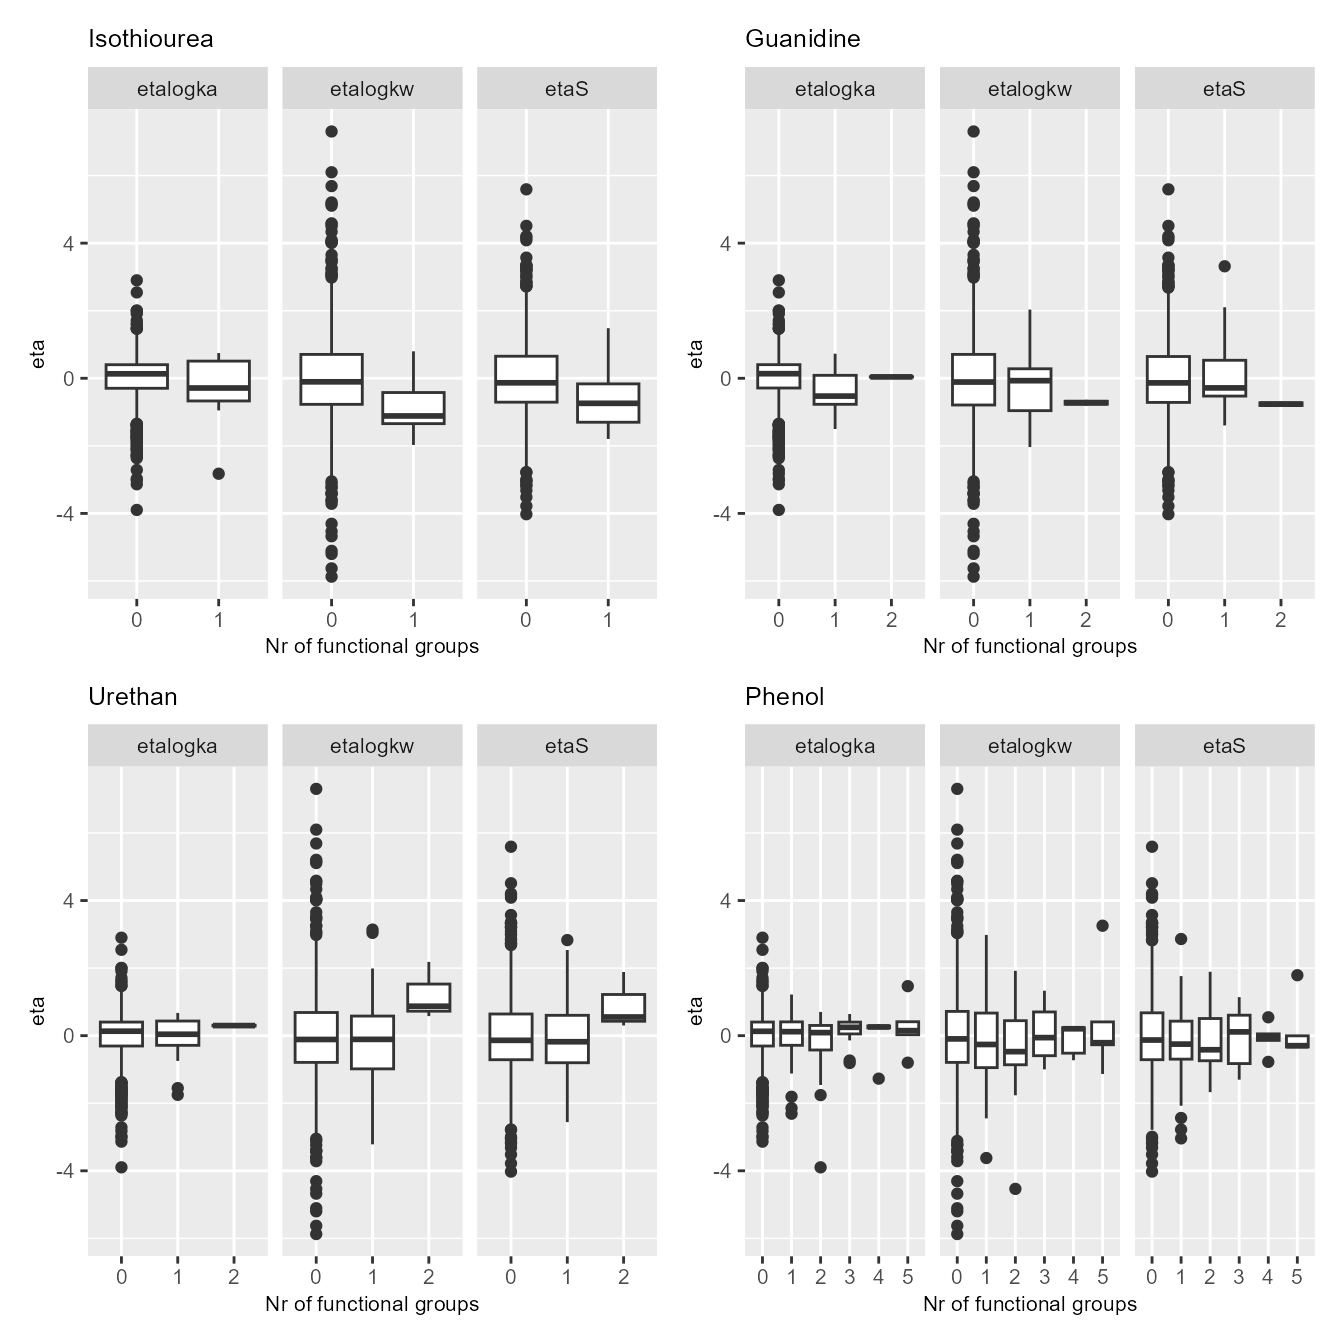 Isothiourea
etalogka etalogkw etaS
eta
4
0
-4
0 1 0 1 0 1
Nr of functional groups
Guanidine
etalogka etalogkw etaS
eta
4
0
-4
0 1 2 0 1 2 0 1 2
Nr of functional groups
Urethan
etalogka etalogkw etaS
eta
4
0
-4
0 1 2 0 1 2 0 1 2
Nr of functional groups
Phenol
etalogka etalogkw etaS
eta
4
0
-4
0 1 2 3 4 5 0 1 2 3 4 5 0 1 2 3 4 5
Nr of functional groups